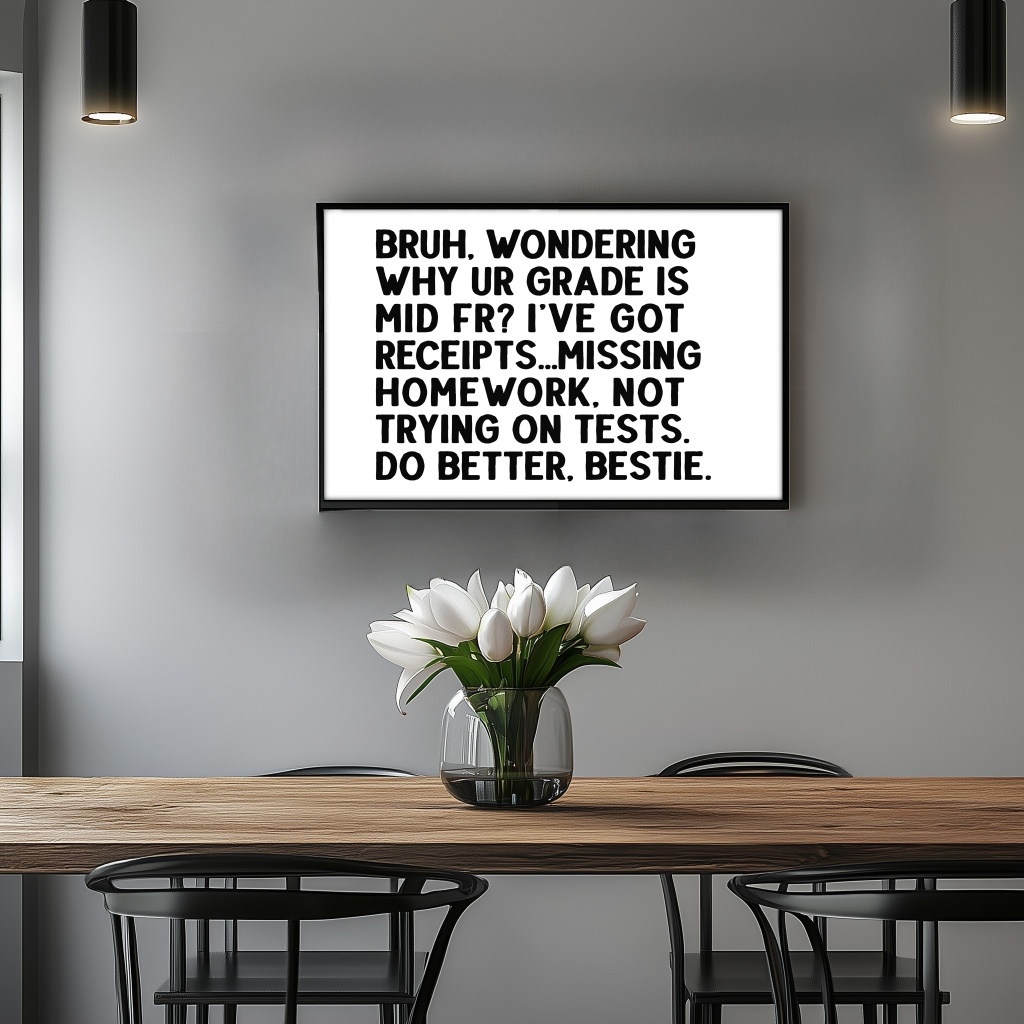 BRUH, WONDERING
WHY UR GRADE IS
MID FR? I'VE GOT
RECEIPTS...MISSING
HOMEWORK, NOT
TRYING ON TESTS.
DO BETTER, BESTIE.